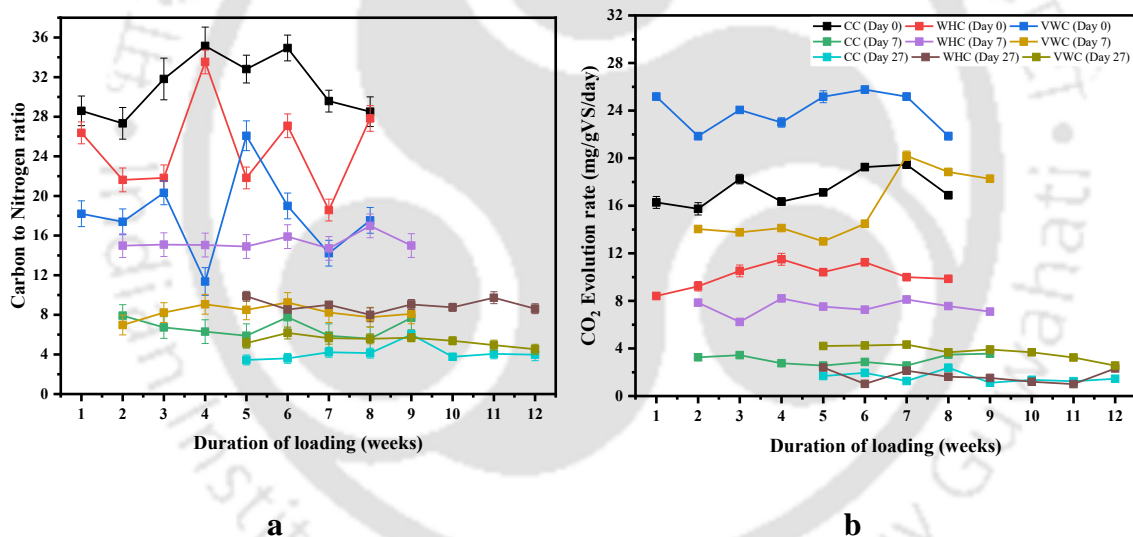 Carbon to Nitrogen ratio
36
32
28
24
20
16
12
8
4
0
1 2 3 4 5 6 7 8 9 10 11 12
Duration of loading (weeks)
a
CO2 Evolution rate (mg/gVS/day)
32
28
24
20
16
12
8
4
0
CC (Day 0) WHC (Day 0) VWC (Day 0)
CC (Day 7) WHC (Day 7) VWC (Day 7)
CC (Day 27) WHC (Day 27) VWC (Day 27)
1 2 3 4 5 6 7 8 9 10 11 12
Duration of loading (weeks)
b
Indian Insti
Guwahati